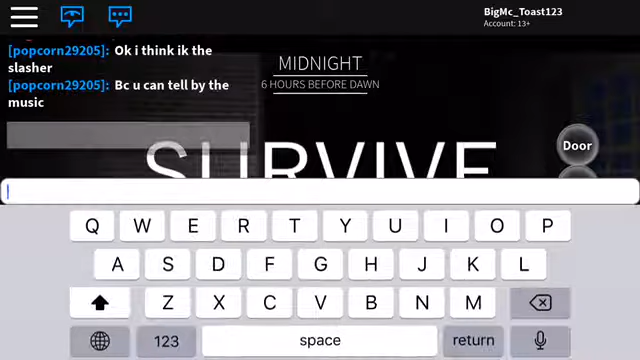 BigMc_Toast123
Account: 13+
[popcorn29205]: Ok i think ik the
slasher
[popcorn29205]: Bc u can tell by the
music
MIDNIGHT
6 HOURS BEFORE DAWN
SURVIVE
Door
Q W E R T Y U I O P
A S D F G H J K L
Z X C V B N M
123 space return